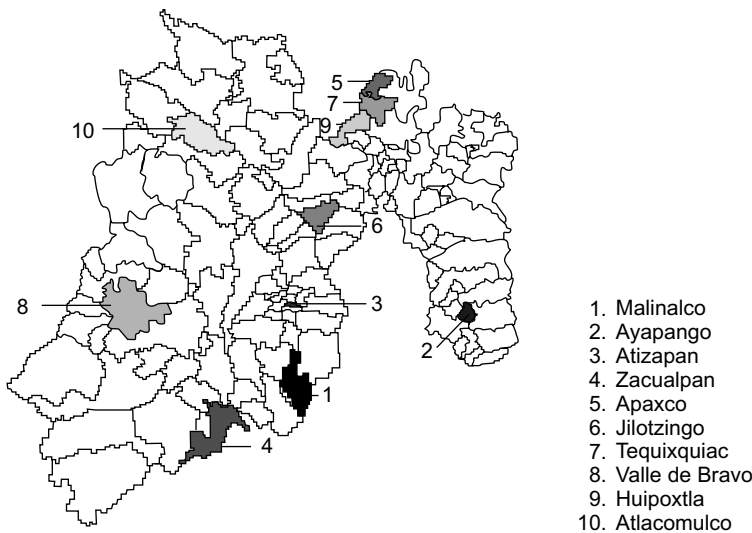 5
7
9
10
6
8
3
2
1
4
1. Malinalco
2. Ayapango
3. Atizapan
4. Zacualpan
5. Apaxco
6. Jilotzingo
7. Tequixquiac
8. Valle de Bravo
9. Huipoxtla
10. Atlacomulco